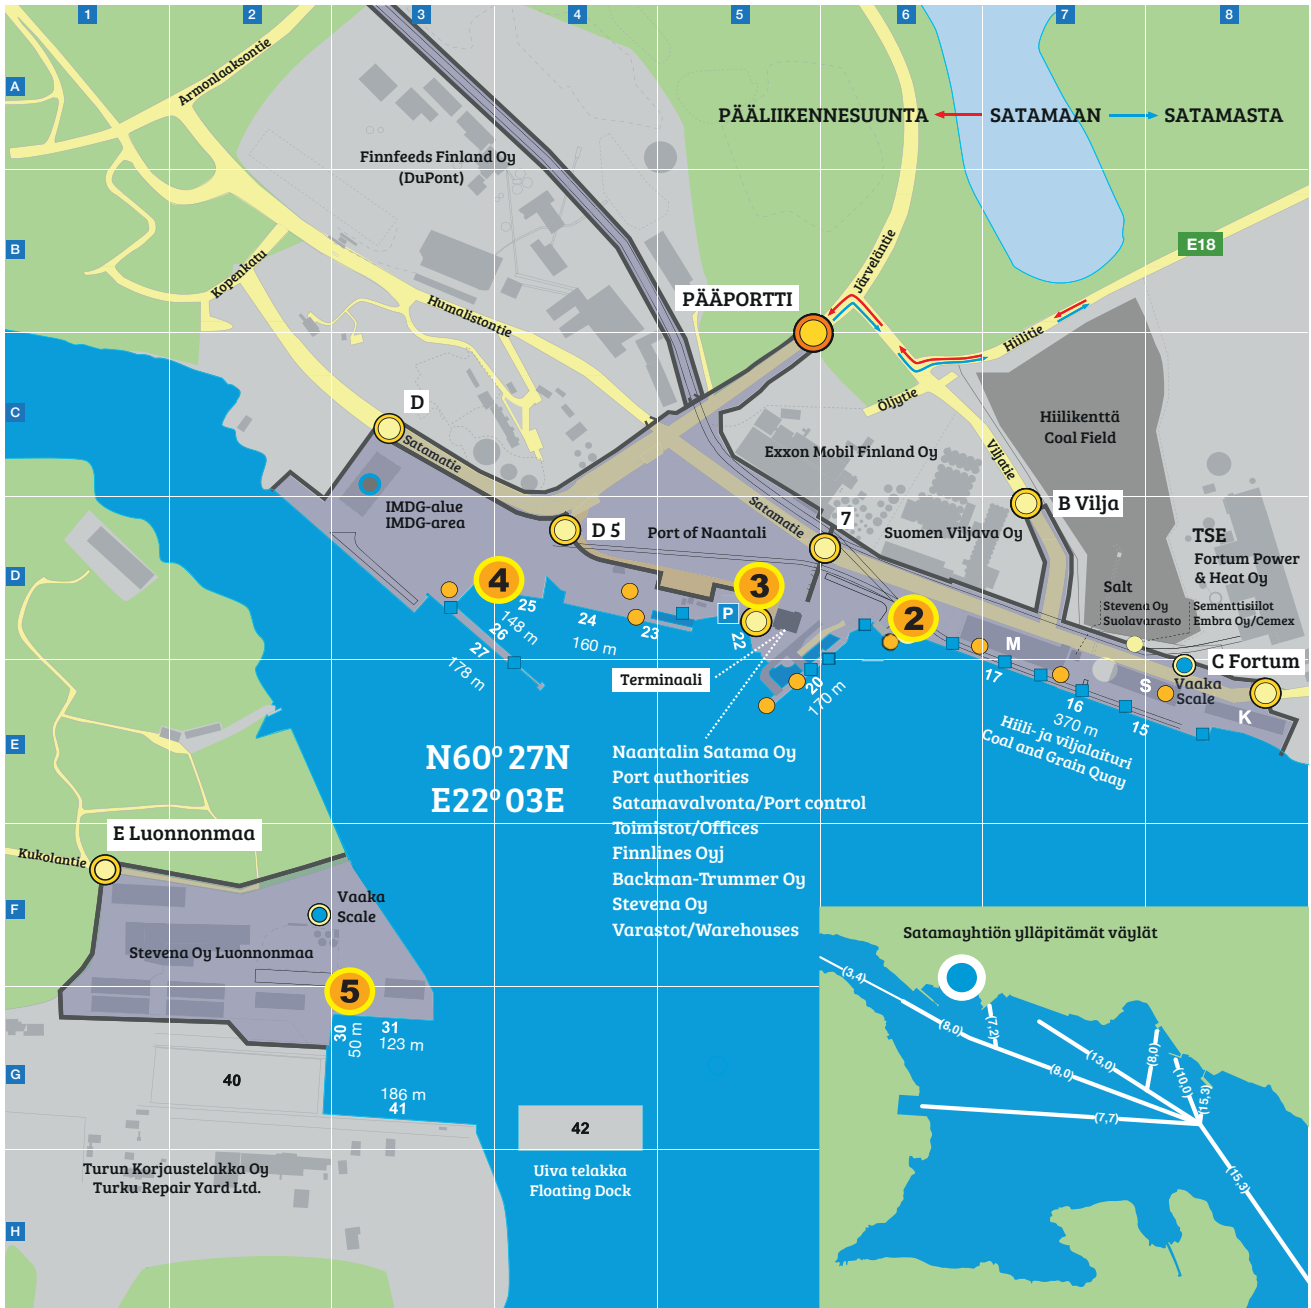 1
2
3
4
5
6
7
8
A
B
C
D
E
F
G
H
Armonlaaksontie
Finnfeeds Finland Oy
(DuPont)
PÄÄLIIKENNESUUNTA
SATAMAAN
SATAMASTA
E18
Järveläntie
Kopenkatu
Humalistontie
PÄÄPORTTI
Hiilitie
Öljytie
D
Satamatie
Hiilikenttä
Coal Field
Exxon Mobil Finland Oy
Viljatie
IMDG-alue
IMDG-area
Satamatie
B Vilja
D 5
Port of Naantali
7
Suomen Viljava Oy
TSE
Fortum Power
& Heat Oy
Salt
Stevena Oy
Suolavarasto
Sementtisiilot
Embra Oy/Cemex
4
3
2
P
25
148 m
26
27
178 m
24
160 m
23
22
20
170 m
M
17
16
370 m
15
S
K
Vaaka
Scale
C Fortum
Hiili- ja viljalaituri
Coal and Grain Quay
Terminaali
N60° 27N
E22° 03E
Naantalin Satama Oy
Port authorities
Satamavalvonta/Port control
Toimistot/Offices
Finnlines Oyj
Backman-Trummer Oy
Stevena Oy
Varastot/Warehouses
E Luonnonmaa
Kukolantie
Vaaka
Scale
Stevena Oy Luonnonmaa
5
30
50 m
31
123 m
186 m
41
40
42
Uiva telakka
Floating Dock
Turun Korjaustelakka Oy
Turku Repair Yard Ltd.
Satamayhtiön ylläpitämät väylät
(3,4)
(8,0)
(7,2)
(8,0)
(13,0)
(8,0)
(10,0)
(15,3)
(7,7)
(15,3)